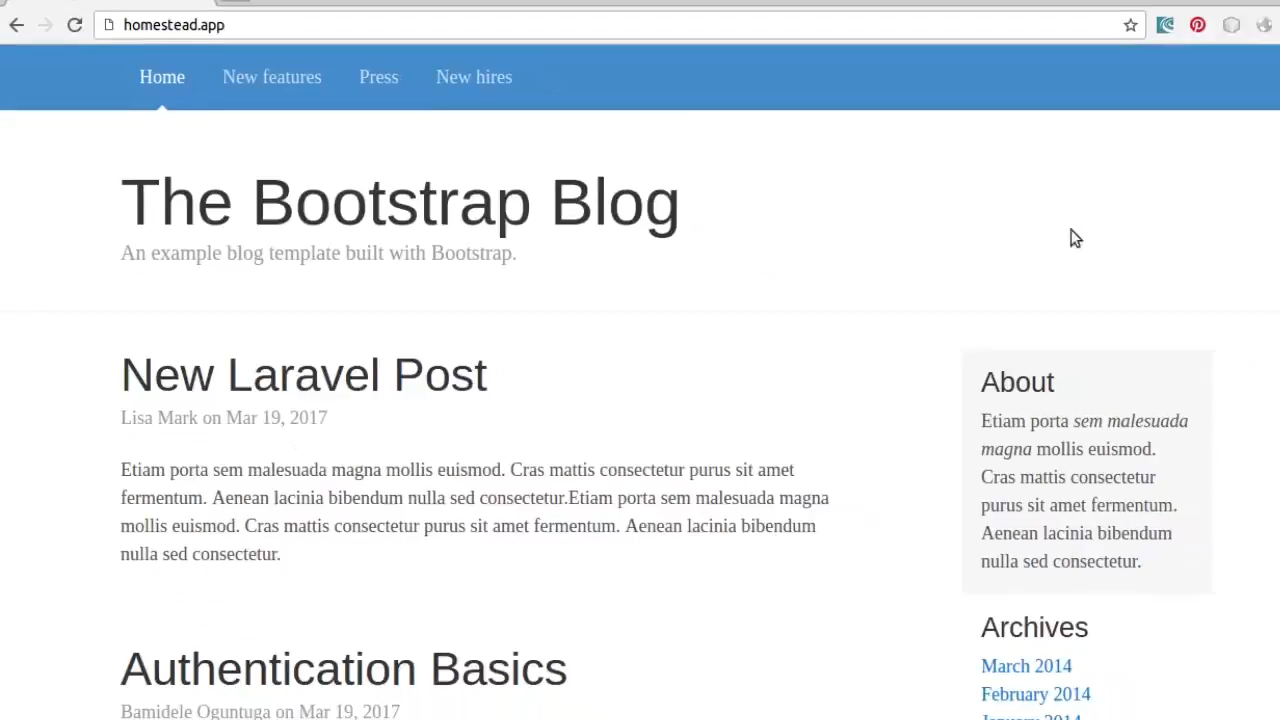 homestead.app
Home New features Press New hires
The Bootstrap Blog
An example blog template built with Bootstrap.
New Laravel Post
Lisa Mark on Mar 19, 2017
Etiam porta sem malesuada magna mollis euismod. Cras mattis consectetur purus sit amet
fermentum. Aenean lacinia bibendum nulla sed consectetur.Etiam porta sem malesuada magna
mollis euismod. Cras mattis consectetur purus sit amet fermentum. Aenean lacinia bibendum
nulla sed consectetur.
Authentication Basics
Bamidele Oguntuga on Mar 19, 2017
About
Etiam porta sem malesuada
magna mollis euismod.
Cras mattis consectetur
purus sit amet fermentum.
Aenean lacinia bibendum
nulla sed consectetur.
Archives
March 2014
February 2014
January 2014